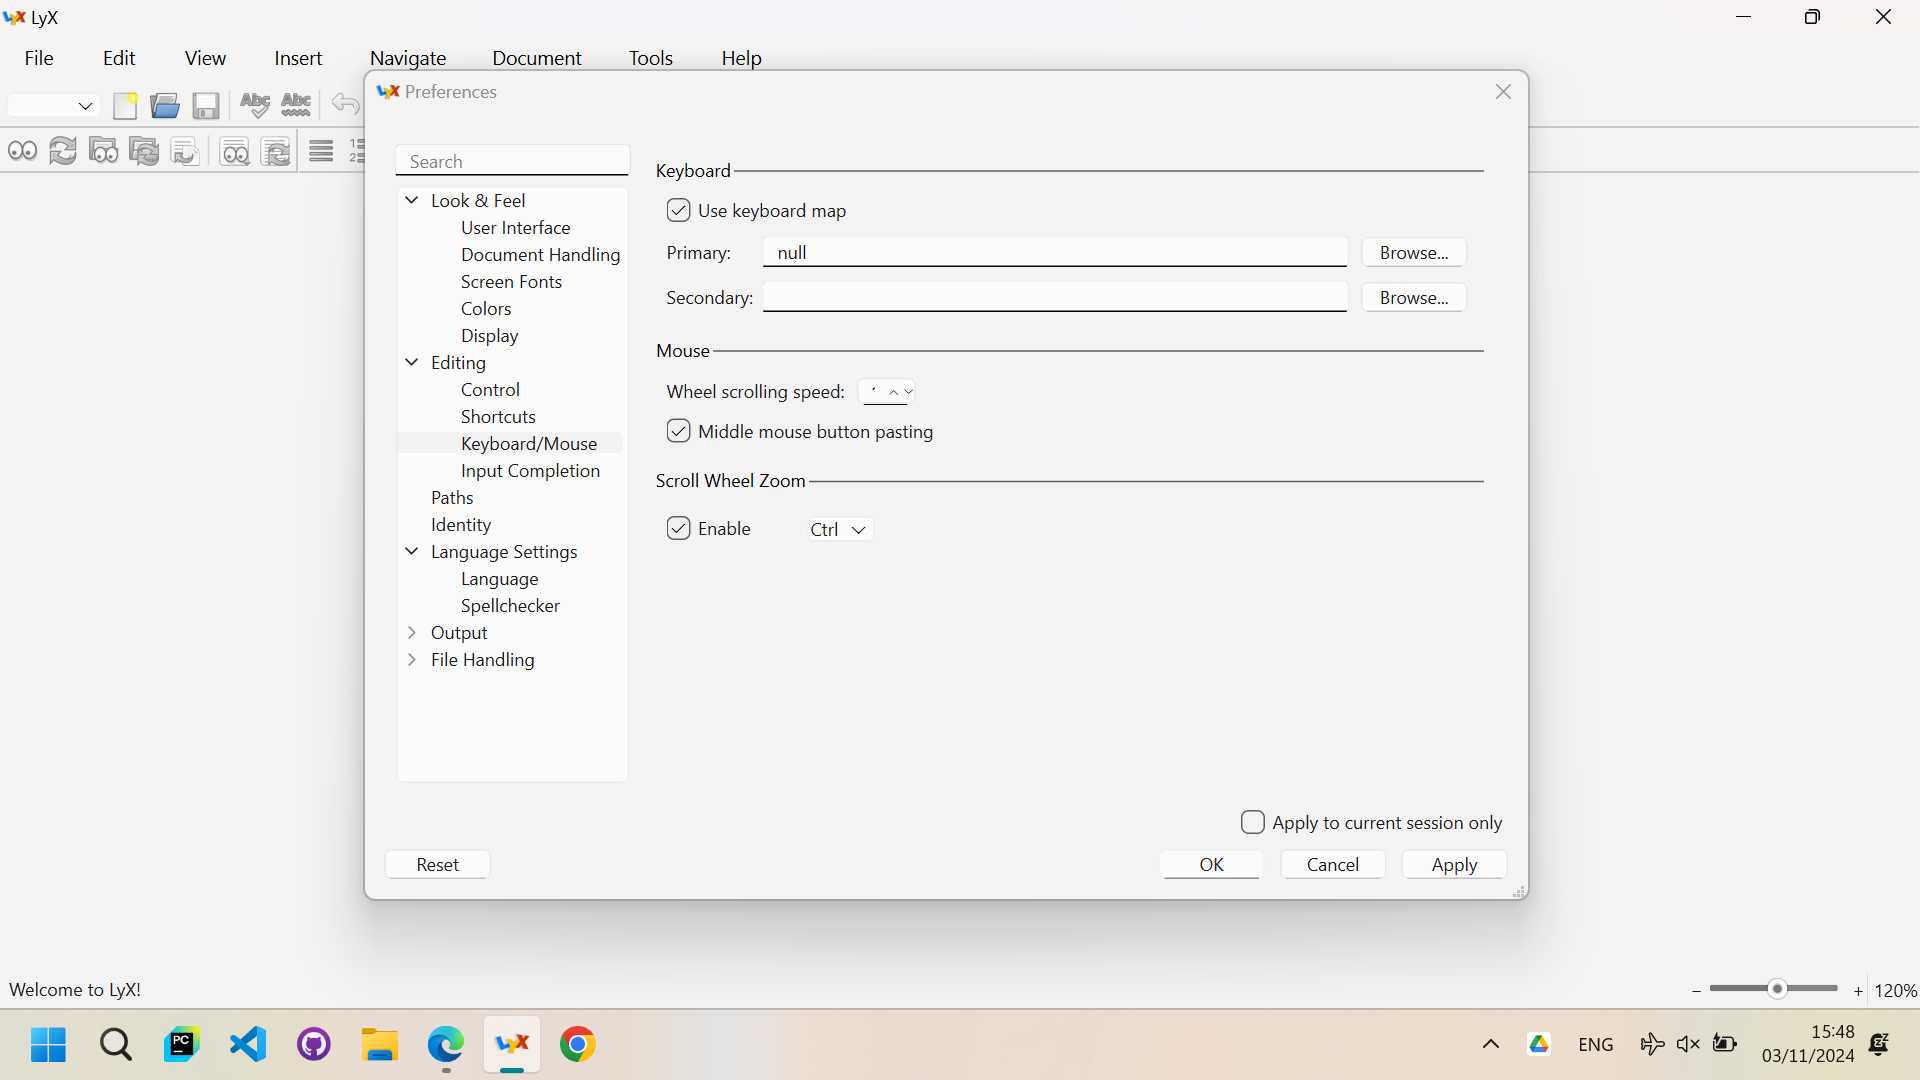 LyX
File Edit View Insert Navigate Document Tools Help
Preferences
Search
Look & Feel
User Interface
Document Handling
Screen Fonts
Colors
Display
Editing
Control
Shortcuts
Keyboard/Mouse
Input Completion
Paths
Identity
Language Settings
Language
Spellchecker
Output
File Handling
Keyboard
Use keyboard map
Primary: null Browse...
Secondary: Browse...
Mouse
Wheel scrolling speed:
Middle mouse button pasting
Scroll Wheel Zoom
Enable Ctrl
Apply to current session only
Reset OK Cancel Apply
Welcome to LyX!
120%
ENG
15:48
03/11/2024